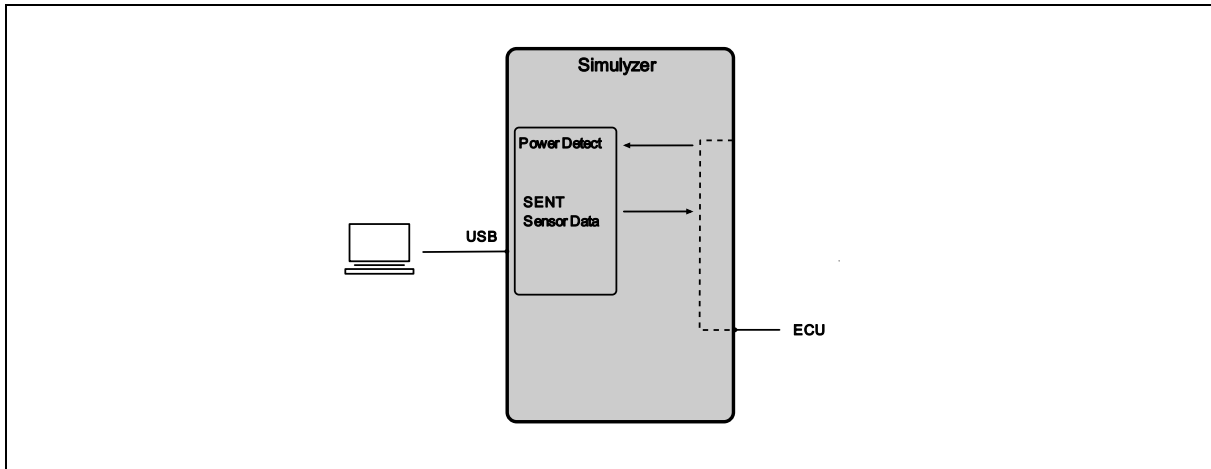 Simulyzer
Power Detect
SENT
Sensor Data
USB
ECU